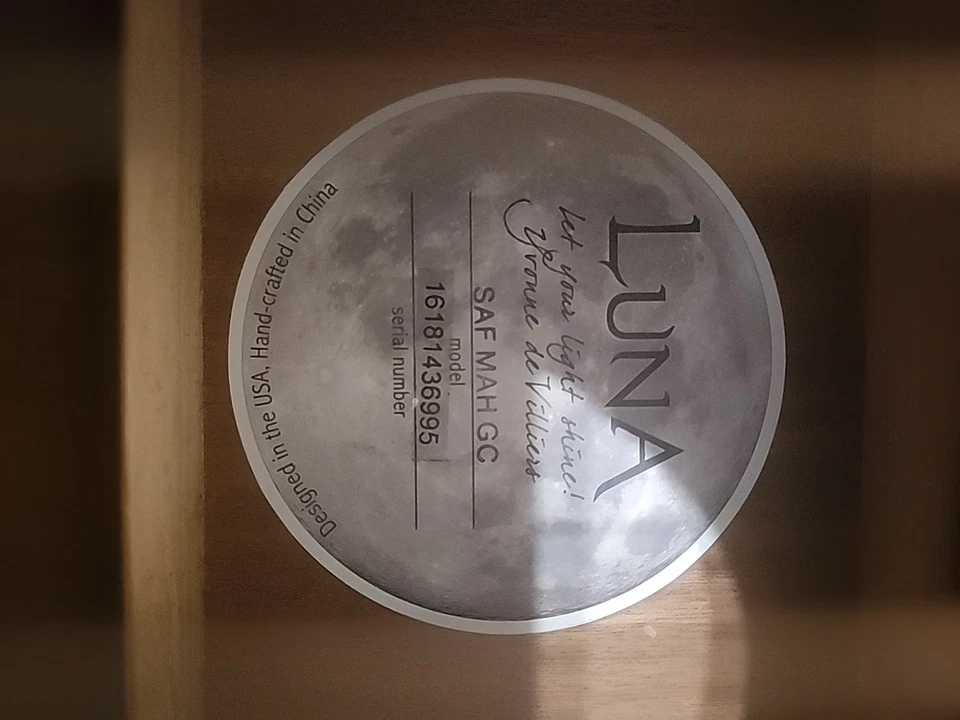 LUNA
Let your light shine!
Yvonne de Villiers
SAF MAH GC
model
16181436995
serial number
Designed in the USA, Hand-crafted in China